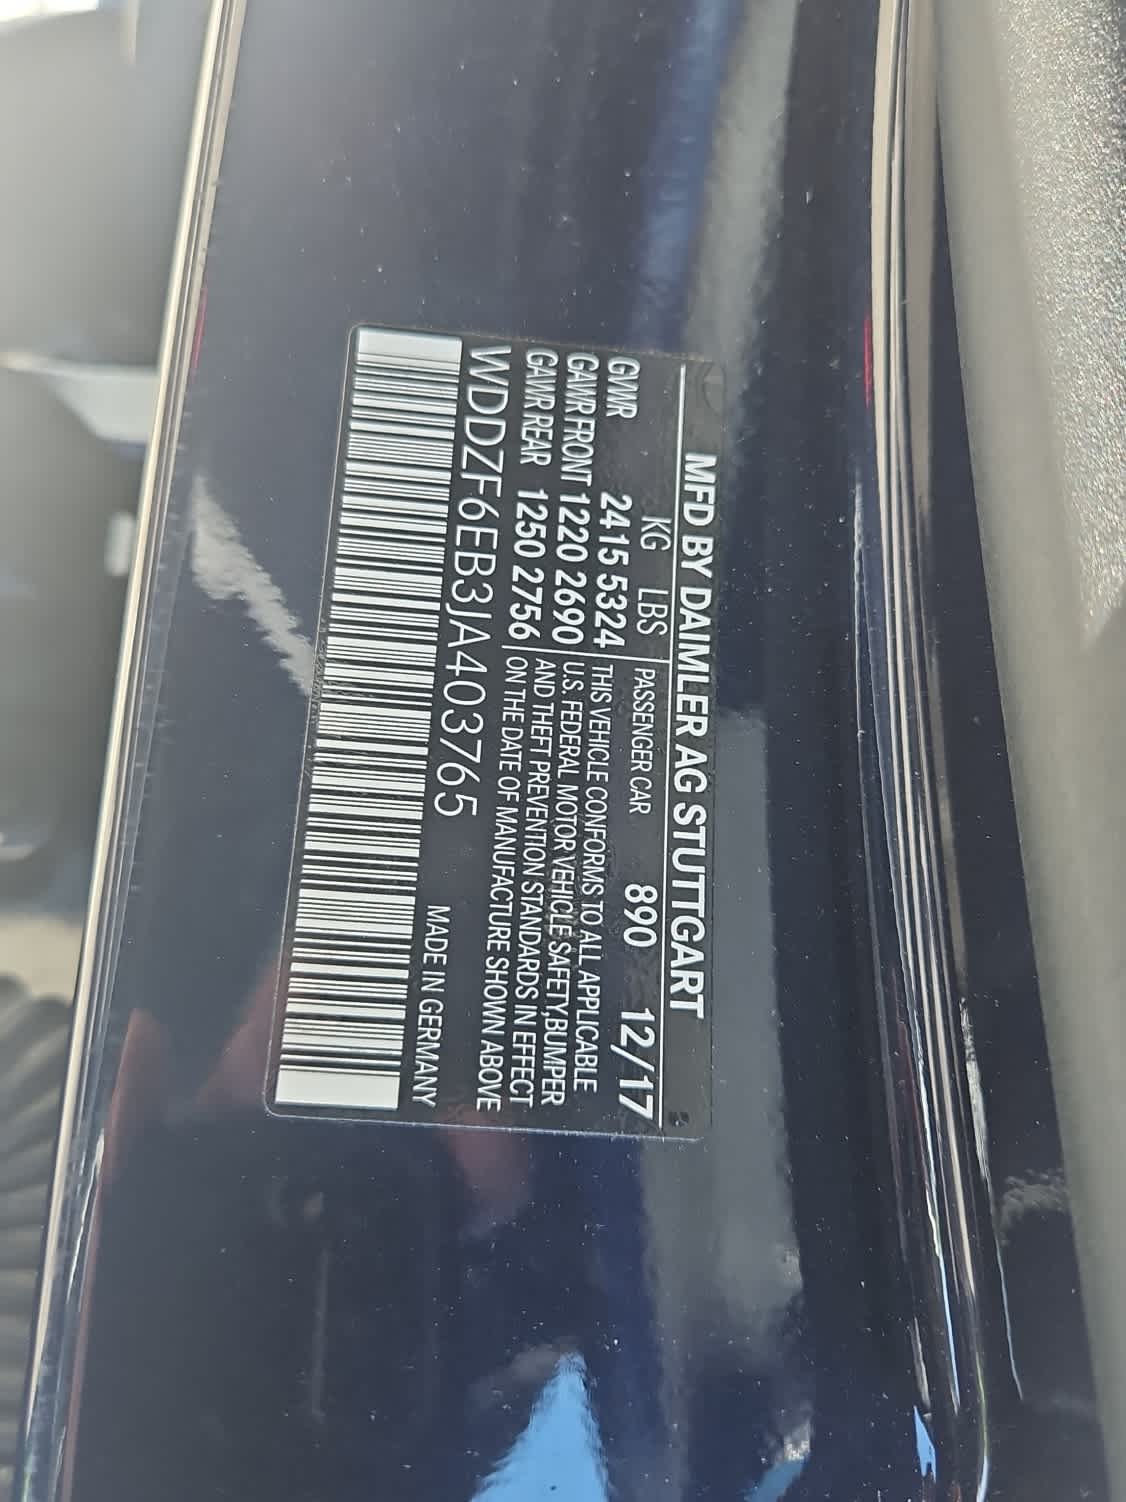 MFD BY DAIMLER AG STUTTGART
KG LBS PASSENGER CAR 890 12/17
GVWR 2415 5324 THIS VEHICLE CONFORMS TO ALL APPLICABLE
GAWR FRONT 1220 2690 U.S. FEDERAL MOTOR VEHICLE SAFETY,BUMPER
GAWR REAR 1250 2756 AND THEFT PREVENTION STANDARDS IN EFFECT
ON THE DATE OF MANUFACTURE SHOWN ABOVE
WDDZF6EB3JA403765 MADE IN GERMANY